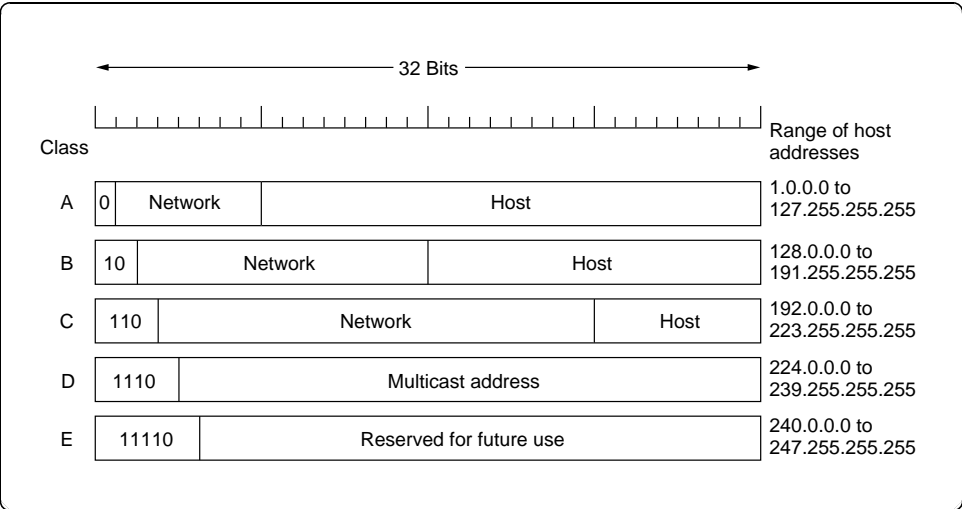 32 Bits
Range of host
addresses
Class
A
0
Network
Host
1.0.0.0 to
127.255.255.255
B
10
Network
Host
128.0.0.0 to
191.255.255.255
C
110
Network
Host
192.0.0.0 to
223.255.255.255
D
1110
Multicast address
224.0.0.0 to
239.255.255.255
E
11110
Reserved for future use
240.0.0.0 to
247.255.255.255